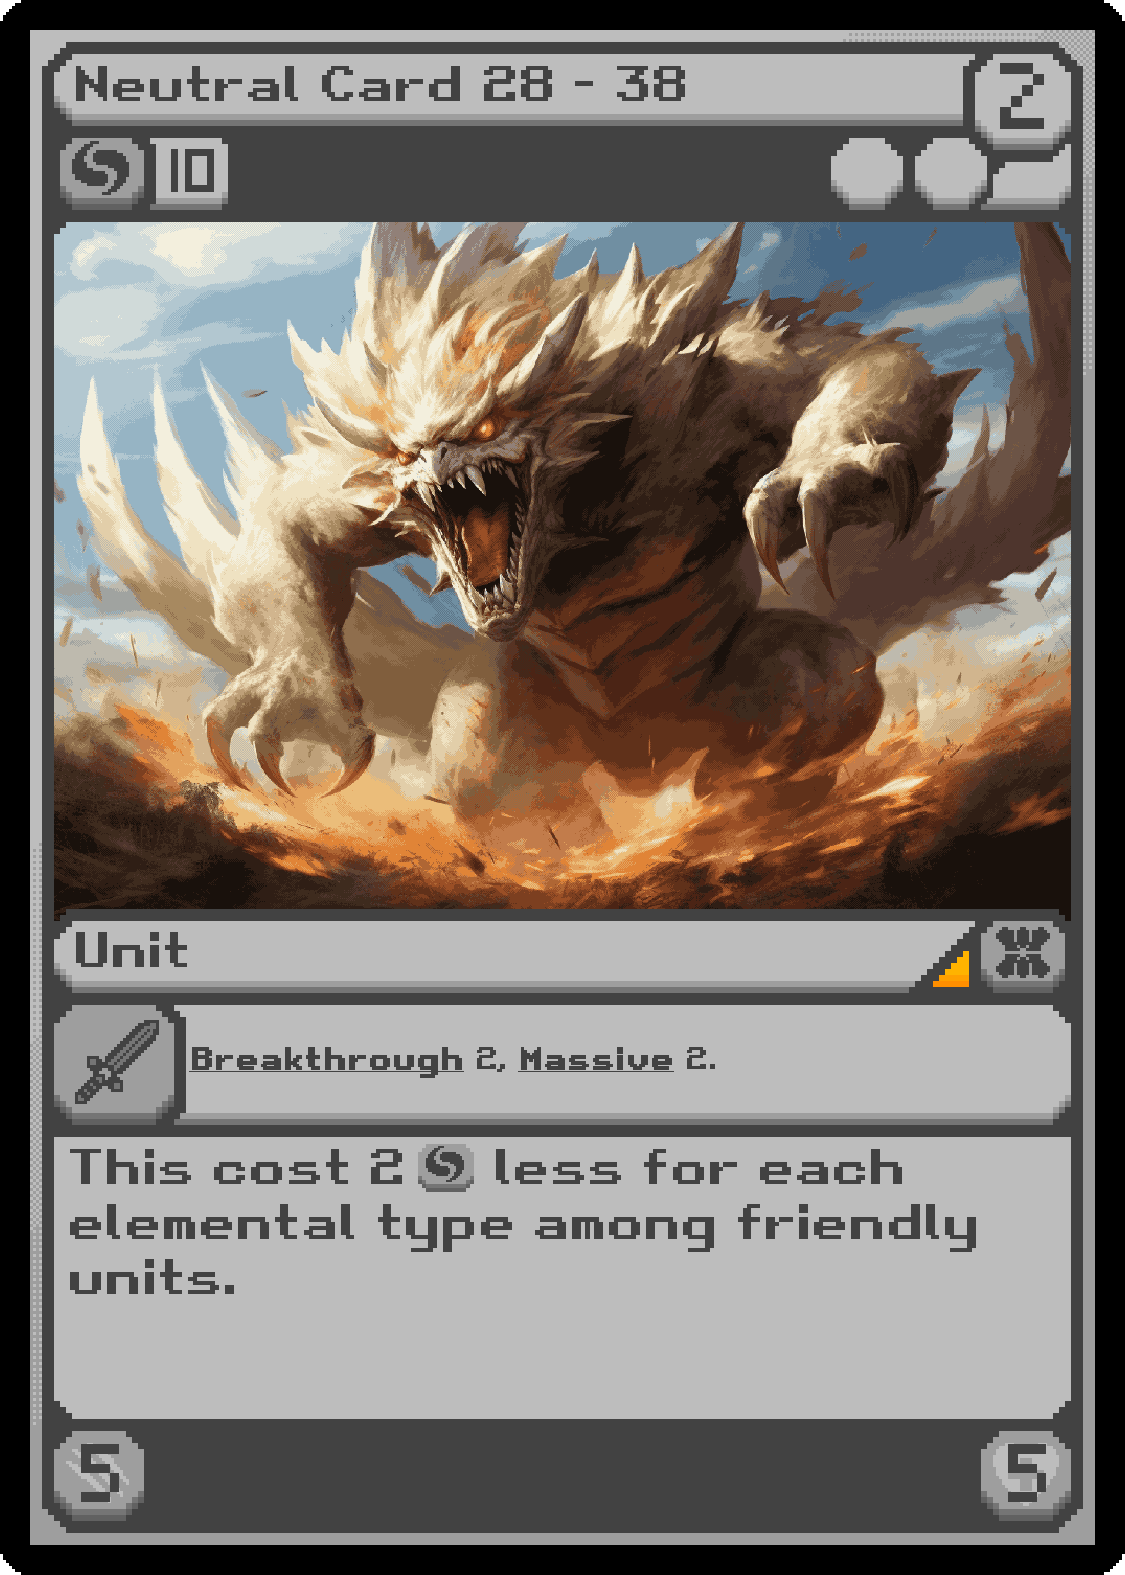 Neutral Card 28 - 38
2
10
Unit
Breakthrough 2, Massive 2.
This cost 2 less for each
elemental type among friendly
units.
5
5